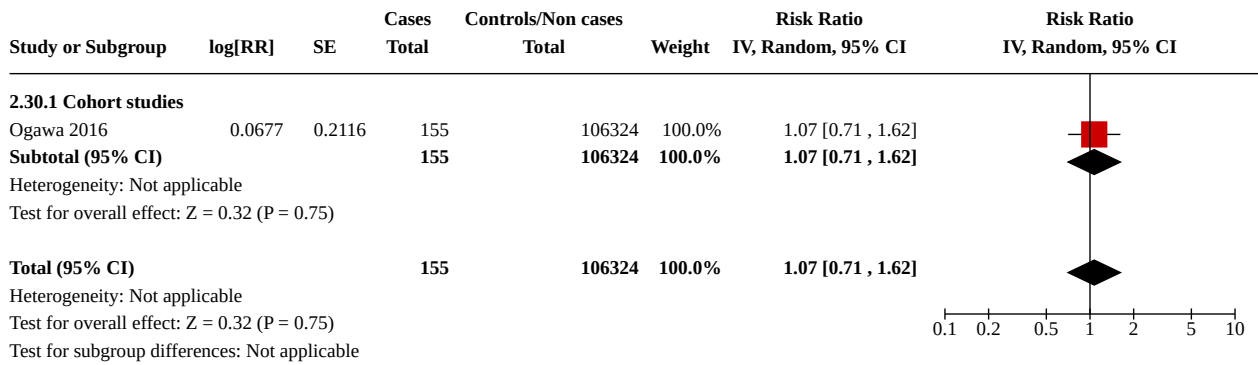 Cases Controls/Non cases Risk Ratio Risk Ratio
Study or Subgroup log[RR] SE Total Total Weight IV, Random, 95% CI IV, Random, 95% CI
2.30.1 Cohort studies
Ogawa 2016 0.0677 0.2116 155 106324 100.0% 1.07 [0.71 , 1.62]
Subtotal (95% CI) 155 106324 100.0% 1.07 [0.71 , 1.62]
Heterogeneity: Not applicable
Test for overall effect: Z = 0.32 (P = 0.75)
Total (95% CI) 155 106324 100.0% 1.07 [0.71 , 1.62]
Heterogeneity: Not applicable
Test for overall effect: Z = 0.32 (P = 0.75)
0.1 0.2 0.5 1 2 5 10
Test for subgroup differences: Not applicable